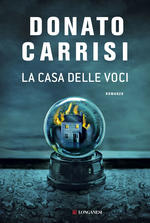 DONATO
CARRISI
LA CASA DELLE VOCI
ROMANZO
LONGANESI